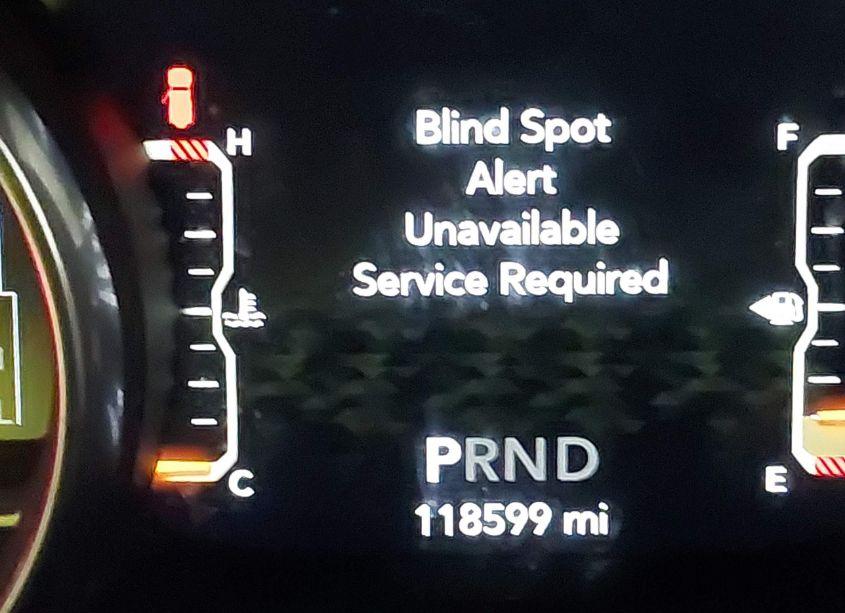 H
F
Blind Spot
Alert
Unavailable
Service Required
PRND
C
E
118599 mi